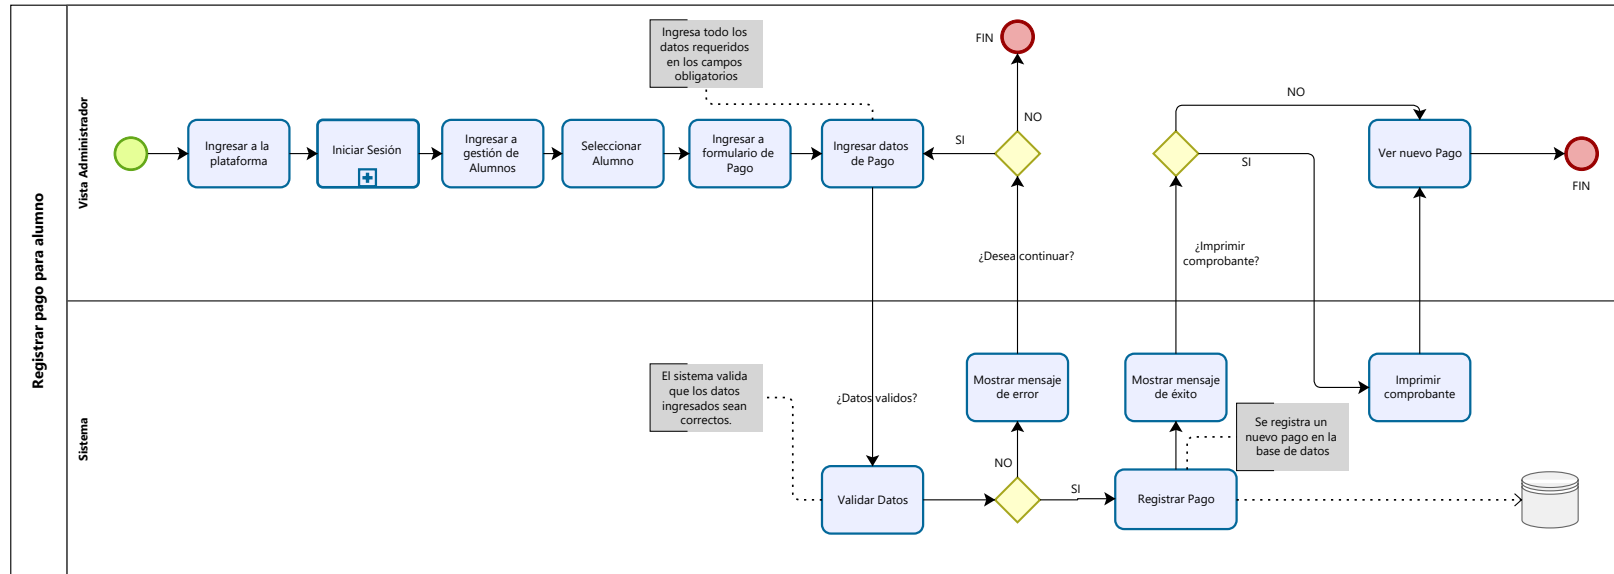 Registrar pago para alumno
Vista Administrador
Ingresar a la
plataforma
Iniciar Sesión
Ingresar a
gestión de
Alumnos
Seleccionar
Alumno
Ingresar a
formulario de
Pago
Ingresa todo los
datos requeridos
en los campos
obligatorios
Ingresar datos
de Pago
SI
NO
FIN
¿Desea continuar?
NO
SI
¿Imprimir
comprobante?
Ver nuevo Pago
FIN
Sistema
El sistema valida
que los datos
ingresados sean
correctos.
¿Datos validos?
Validar Datos
Mostrar mensaje
de error
NO
SI
Mostrar mensaje
de éxito
Registrar Pago
Se registra un
nuevo pago en la
base de datos
Imprimir
comprobante